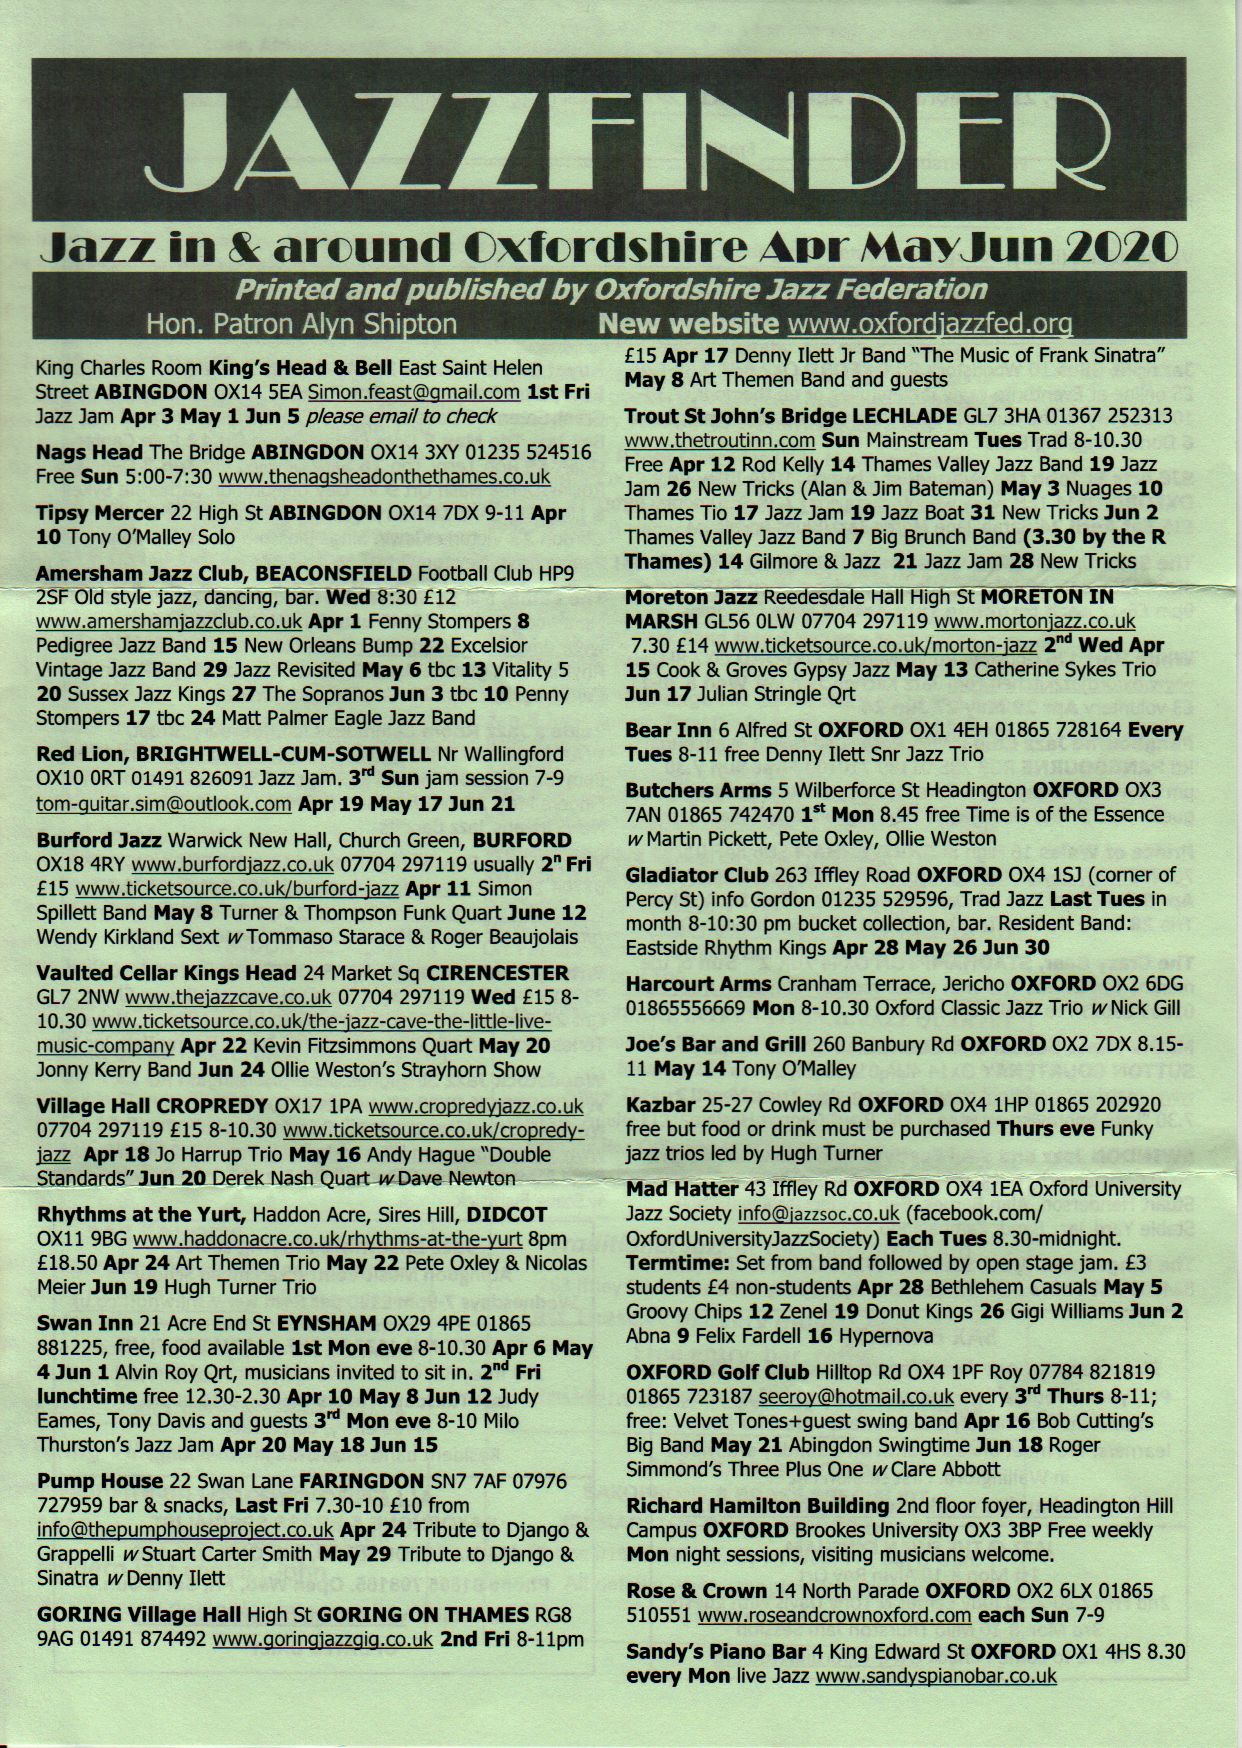 JAZZFINDER
Jazz in & around Oxfordshire Apr May Jun 2020
Printed and published by Oxfordshire Jazz Federation
Hon. Patron Alyn Shipton New website www.oxfordjazzfed.org
King Charles Room King's Head & Bell East Saint Helen
Street ABINGDON OX14 5EA Simon.feast@gmail.com 1st Fri
Jazz Jam Apr 3 May 1 Jun 5 please email to check
Nags Head The Bridge ABINGDON OX14 3XY 01235 524516
Free Sun 5:00-7:30 www.thenagsheadonthethames.co.uk
Tipsy Mercer 22 High St ABINGDON OX14 7DX 9-11 Apr
10 Tony O'Malley Solo
Amersham Jazz Club, BEACONSFIELD Football Club HP9
2SF Old style jazz, dancing, bar. Wed 8:30 £12
www.amershamjazzclub.co.uk Apr 1 Fenny Stompers 8
Pedigree Jazz Band 15 New Orleans Bump 22 Excelsior
Vintage Jazz Band 29 Jazz Revisited May 6 tbc 13 Vitality 5
20 Sussex Jazz Kings 27 The Sopranos Jun 3 tbc 10 Penny
Stompers 17 tbc 24 Matt Palmer Eagle Jazz Band
Red Lion, BRIGHTWELL-CUM-SOTWELL Nr Wallingford
OX10 0RT 01491 826091 Jazz Jam. 3rd Sun jam session 7-9
tom-guitar.sim@outlook.com Apr 19 May 17 Jun 21
Burford Jazz Warwick New Hall, Church Green, BURFORD
OX18 4RY www.burfordjazz.co.uk 07704 297119 usually 2n Fri
£15 www.ticketsource.co.uk/burford-jazz Apr 11 Simon
Spillett Band May 8 Turner & Thompson Funk Quart June 12
Wendy Kirkland Sext w Tommaso Starace & Roger Beaujolais
Vaulted Cellar Kings Head 24 Market Sq CIRENCESTER
GL7 2NW www.thejazzcave.co.uk 07704 297119 Wed £15 8-
10.30 www.ticketsource.co.uk/the-jazz-cave-the-little-live-
music-company Apr 22 Kevin Fitzsimmons Quart May 20
Jonny Kerry Band Jun 24 Ollie Weston's Strayhorn Show
Village Hall CROPREDY OX17 1PA www.cropredyjazz.co.uk
07704 297119 £15 8-10.30 www.ticketsource.co.uk/cropredy-
jazz Apr 18 Jo Harrup Trio May 16 Andy Hague "Double
Standards" Jun 20 Derek Nash Quart w Dave Newton
Rhythms at the Yurt, Haddon Acre, Sires Hill, DIDCOT
OX11 9BG www.haddonacre.co.uk/rhythms-at-the-yurt 8pm
£18.50 Apr 24 Art Themen Trio May 22 Pete Oxley & Nicolas
Meier Jun 19 Hugh Turner Trio
Swan Inn 21 Acre End St EYNSHAM OX29 4PE 01865
881225, free, food available 1st Mon eve 8-10.30 Apr 6 May
4 Jun 1 Alvin Roy Qrt, musicians invited to sit in. 2nd Fri
lunchtime free 12.30-2.30 Apr 10 May 8 Jun 12 Judy
Eames, Tony Davis and guests 3rd Mon eve 8-10 Milo
Thurston's Jazz Jam Apr 20 May 18 Jun 15
Pump House 22 Swan Lane FARINGDON SN7 7AF 07976
727959 bar & snacks, Last Fri 7.30-10 £10 from
info@thepumphouseproject.co.uk Apr 24 Tribute to Django &
Grappelli w Stuart Carter Smith May 29 Tribute to Django &
Sinatra w Denny Ilett
GORING Village Hall High St GORING ON THAMES RG8
9AG 01491 874492 www.goringjazzgig.co.uk 2nd Fri 8-11pm
£15 Apr 17 Denny Ilett Jr Band "The Music of Frank Sinatra"
May 8 Art Themen Band and guests
Trout St John's Bridge LECHLADE GL7 3HA 01367 252313
www.thetroutinn.com Sun Mainstream Tues Trad 8-10.30
Free Apr 12 Rod Kelly 14 Thames Valley Jazz Band 19 Jazz
Jam 26 New Tricks (Alan & Jim Bateman) May 3 Nuages 10
Thames Tio 17 Jazz Jam 19 Jazz Boat 31 New Tricks Jun 2
Thames Valley Jazz Band 7 Big Brunch Band (3.30 by the R
Thames) 14 Gilmore & Jazz 21 Jazz Jam 28 New Tricks
Moreton Jazz Reedesdale Hall High St MORETON IN
MARSH GL56 0LW 07704 297119 www.mortonjazz.co.uk
7.30 £14 www.ticketsource.co.uk/morton-jazz 2nd Wed Apr
15 Cook & Groves Gypsy Jazz May 13 Catherine Sykes Trio
Jun 17 Julian Stringle Qrt
Bear Inn 6 Alfred St OXFORD OX1 4EH 01865 728164 Every
Tues 8-11 free Denny Ilett Snr Jazz Trio
Butchers Arms 5 Wilberforce St Headington OXFORD OX3
7AN 01865 742470 1st Mon 8.45 free Time is of the Essence
w Martin Pickett, Pete Oxley, Ollie Weston
Gladiator Club 263 Iffley Road OXFORD OX4 1SJ (corner of
Percy St) info Gordon 01235 529596, Trad Jazz Last Tues in
month 8-10:30 pm bucket collection, bar. Resident Band:
Eastside Rhythm Kings Apr 28 May 26 Jun 30
Harcourt Arms Cranham Terrace, Jericho OXFORD OX2 6DG
01865556669 Mon 8-10.30 Oxford Classic Jazz Trio w Nick Gill
Joe's Bar and Grill 260 Banbury Rd OXFORD OX2 7DX 8.15-
11 May 14 Tony O'Malley
Kazbar 25-27 Cowley Rd OXFORD OX4 1HP 01865 202920
free but food or drink must be purchased Thurs eve Funky
jazz trios led by Hugh Turner
Mad Hatter 43 Iffley Rd OXFORD OX4 1EA Oxford University
Jazz Society info@jazzsoc.co.uk (facebook.com/
OxfordUniversityJazzSociety) Each Tues 8.30-midnight.
Termtime: Set from band followed by open stage jam. £3
students £4 non-students Apr 28 Bethlehem Casuals May 5
Groovy Chips 12 Zenel 19 Donut Kings 26 Gigi Williams Jun 2
Abna 9 Felix Fardell 16 Hypernova
OXFORD Golf Club Hilltop Rd OX4 1PF Roy 07784 821819
01865 723187 seeroy@hotmail.co.uk every 3rd Thurs 8-11;
free: Velvet Tones+guest swing band Apr 16 Bob Cutting's
Big Band May 21 Abingdon Swingtime Jun 18 Roger
Simmond's Three Plus One w Clare Abbott
Richard Hamilton Building 2nd floor foyer, Headington Hill
Campus OXFORD Brookes University OX3 3BP Free weekly
Mon night sessions, visiting musicians welcome.
Rose & Crown 14 North Parade OXFORD OX2 6LX 01865
510551 www.roseandcrownoxford.com each Sun 7-9
Sandy's Piano Bar 4 King Edward St OXFORD OX1 4HS 8.30
every Mon live Jazz www.sandyspianobar.co.uk